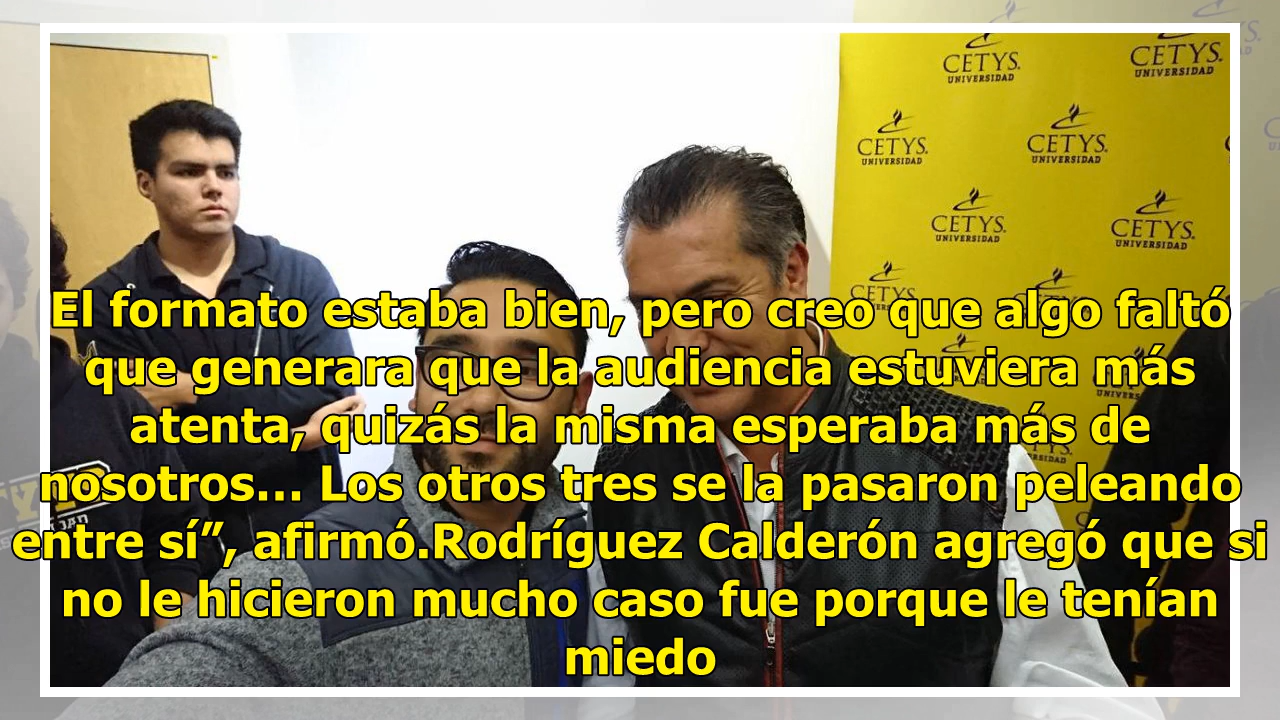 CETYS.
UNIVERSIDAD
CETYS.
UNIVERSIDAD
CETYS.
UNIVERSIDAD
CETYS.
UNIVERSIDAD
CETYS.
UNIVERSIDAD
CETYS.
UNIVERSIDAD
El formato estaba bien, pero creo que algo faltó
que generara que la audiencia estuviera más
atenta, quizás la misma esperaba más de
nosotros... Los otros tres se la pasaron peleando
entre sí”, afirmó.Rodríguez Calderón agregó que si
no le hicieron mucho caso fue porque le tenían
miedo